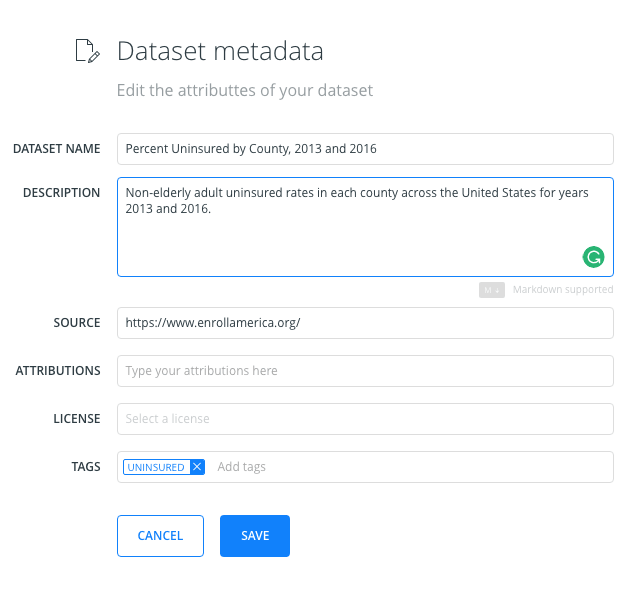 Dataset metadata
Edit the attributtes of your dataset
DATASET NAME
Percent Uninsured by County, 2013 and 2016
DESCRIPTION
Non-elderly adult uninsured rates in each county across the United States for years
2013 and 2016.
M↓ Markdown supported
SOURCE
https://www.enrollamerica.org/
ATTRIBUTIONS
Type your attributions here
LICENSE
Select a license
TAGS
UNINSURED
Add tags
CANCEL
SAVE